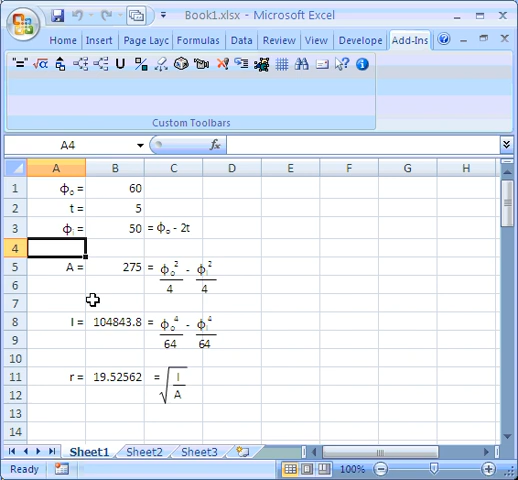 Book1.xlsx - Microsoft Excel
Home Insert Page Layc Formulas Data Review View Develope Add-Ins
Custom Toolbars
A4 fx
A B C D E F G H
1 ϕo = 60
2 t = 5
3 ϕi = 50 = ϕo - 2t
4
5 A = 275 = ϕo² - ϕi²
6 4 4
7
8 I = 104843.8 = ϕo⁴ - ϕi⁴
9 64 64
10
11 r = 19.52562 = √ I
12 A
13
14
Sheet1 Sheet2 Sheet3
Ready 100%